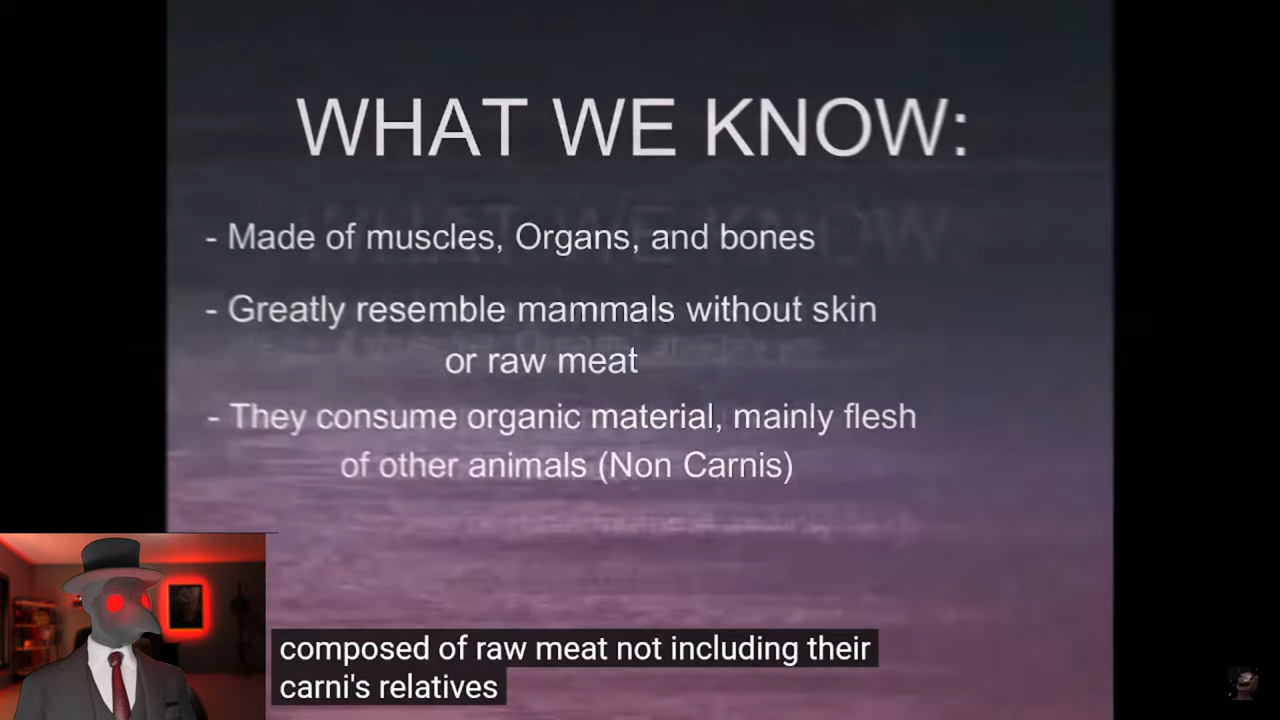 WHAT WE KNOW:
- Made of muscles, Organs, and bones
- Greatly resemble mammals without skin
or raw meat
- They consume organic material, mainly flesh
of other animals (Non Carnis)
composed of raw meat not including their
carni's relatives